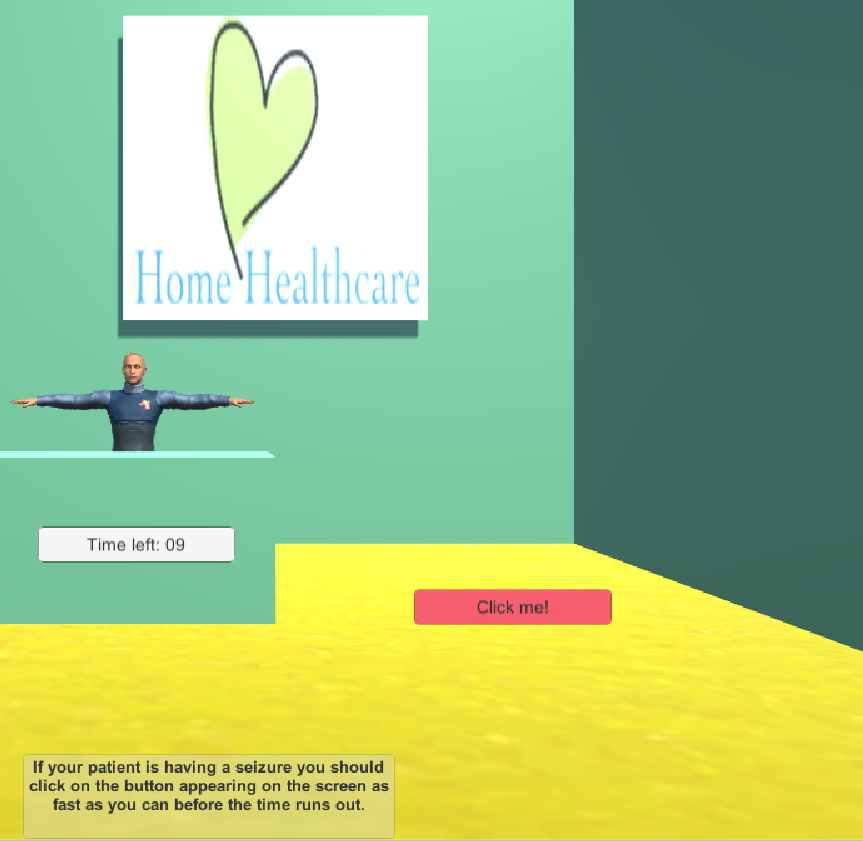 Home Healthcare
Time left: 09
Click me!
If your patient is having a seizure you should
click on the button appearing on the screen as
fast as you can before the time runs out.